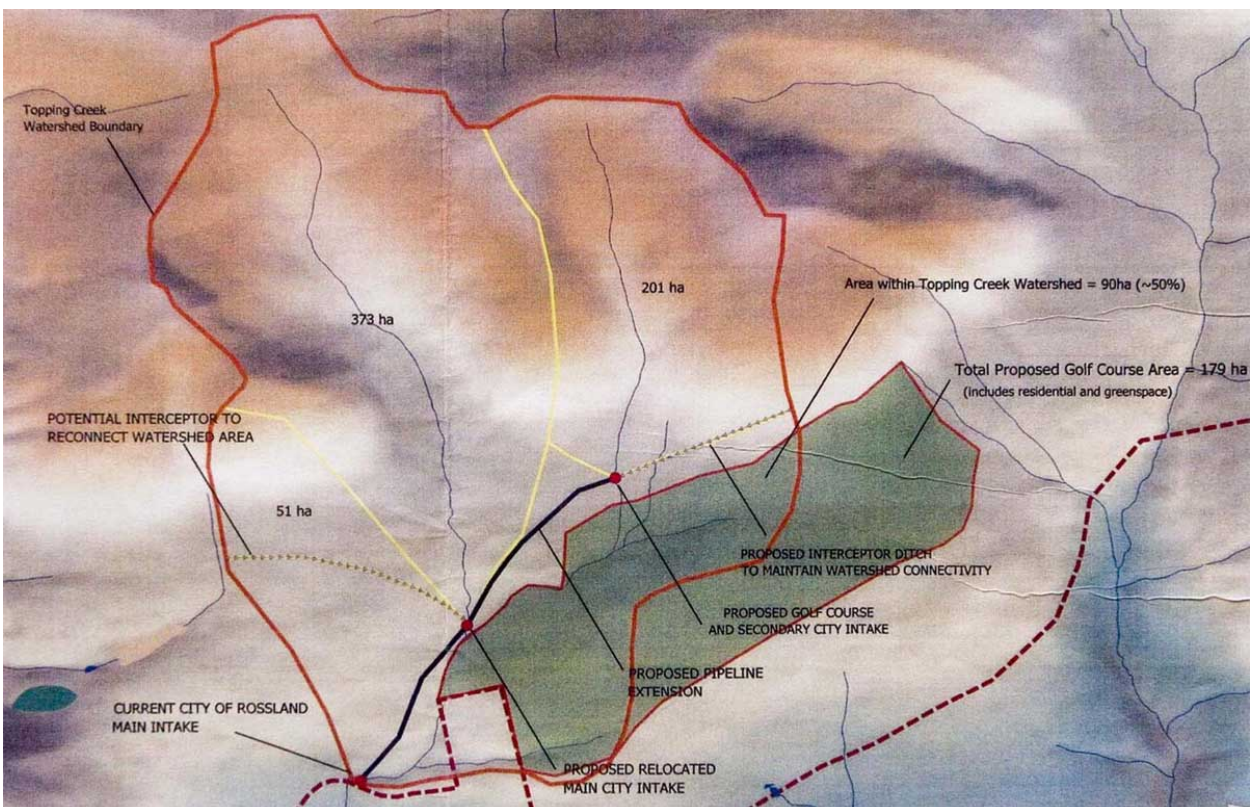 Topping Creek
Watershed Boundary
373 ha
201 ha
Area within Topping Creek Watershed = 90ha (~50%)
Total Proposed Golf Course Area = 179 ha
(includes residential and greenspace)
POTENTIAL INTERCEPTOR TO
RECONNECT WATERSHED AREA
51 ha
PROPOSED INTERCEPTOR DITCH
TO MAINTAIN WATERSHED CONNECTIVITY
PROPOSED GOLF COURSE
AND SECONDARY CITY INTAKE
PROPOSED PIPELINE
EXTENSION
CURRENT CITY OF ROSSLAND
MAIN INTAKE
PROPOSED RELOCATED
MAIN CITY INTAKE